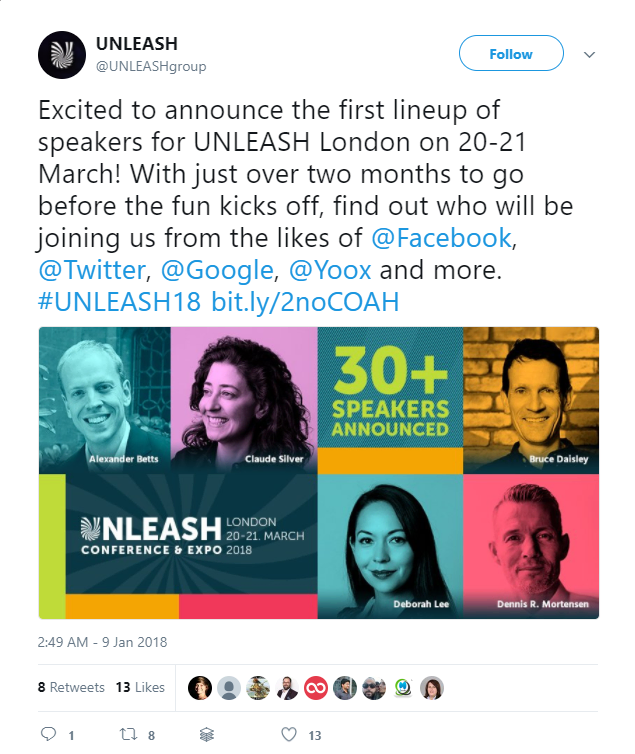 UNLEASH
@UNLEASHgroup
Follow
Excited to announce the first lineup of
speakers for UNLEASH London on 20-21
March! With just over two months to go
before the fun kicks off, find out who will be
joining us from the likes of @Facebook,
@Twitter, @Google, @Yoox and more.
#UNLEASH18 bit.ly/2noCOAH
30+
SPEAKERS
ANNOUNCED
Alexander Betts
Claude Silver
Bruce Daisley
UNLEASH LONDON
20-21. MARCH
CONFERENCE & EXPO 2018
Deborah Lee
Dennis R. Mortensen
2:49 AM - 9 Jan 2018
8 Retweets 13 Likes
1 8 13